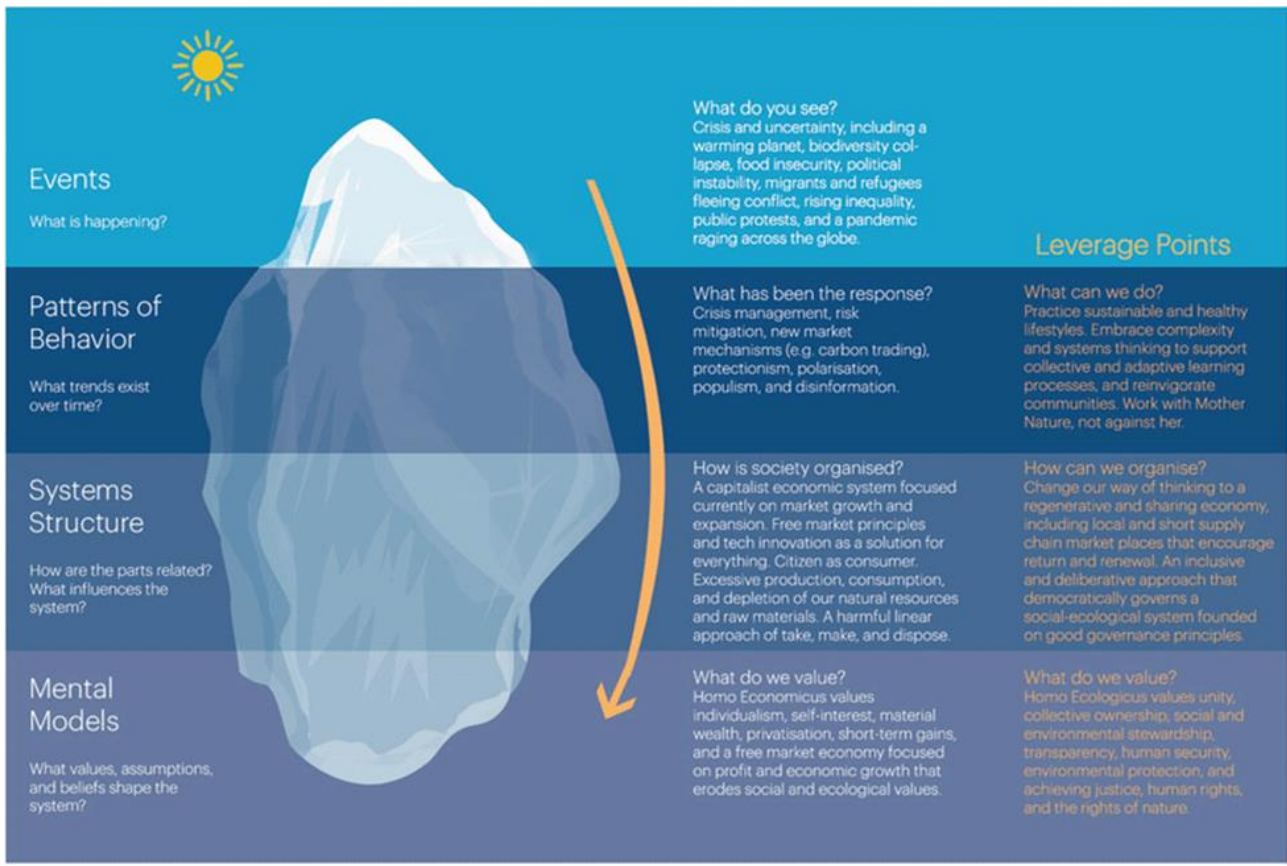 Events
What is happening?
What do you see?
Crisis and uncertainty, including a
warming planet, biodiversity col-
lapse, food insecurity, political
instability, migrants and refugees
fleeing conflict, rising inequality,
public protests, and a pandemic
raging across the globe.
Leverage Points
Patterns of
Behavior
What trends exist
over time?
What has been the response?
Crisis management, risk
mitigation, new market
mechanisms (e.g. carbon trading),
protectionism, polarisation,
populism, and disinformation.
What can we do?
Practice sustainable and healthy
lifestyles. Embrace complexity
and systems thinking to support
collective and adaptive learning
processes, and reinvigorate
communities. Work with Mother
Nature, not against her.
Systems
Structure
How are the parts related?
What influences the
system?
How is society organised?
A capitalist economic system focused
currently on market growth and
expansion. Free market principles
and tech innovation as a solution for
everything. Citizen as consumer.
Excessive production, consumption,
and depletion of our natural resources
and raw materials. A harmful linear
approach of take, make, and dispose.
How can we organise?
Change our way of thinking to a
regenerative and sharing economy,
including local and short supply
chain market places that encourage
return and renewal. An inclusive
and deliberative approach that
democratically governs a
social-ecological system founded
on good governance principles.
Mental
Models
What values, assumptions,
and beliefs shape the
system?
What do we value?
Homo Economicus values
individualism, self-interest, material
wealth, privatisation, short-term gains,
and a free market economy focused
on profit and economic growth that
erodes social and ecological values.
What do we value?
Homo Ecologicus values unity,
collective ownership, social and
environmental stewardship,
transparency, human security,
environmental protection, and
achieving justice, human rights,
and the rights of nature.